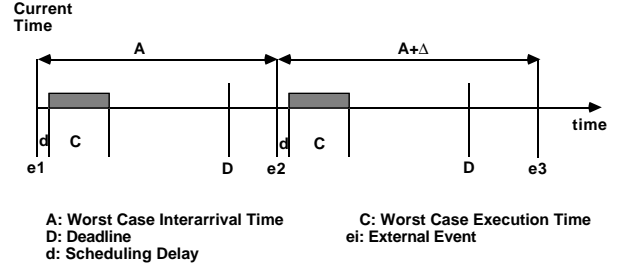 Current
Time
A
A+Δ
time
d
C
d
C
e1
D
e2
D
e3
A: Worst Case Interarrival Time
C: Worst Case Execution Time
D: Deadline
ei: External Event
d: Scheduling Delay